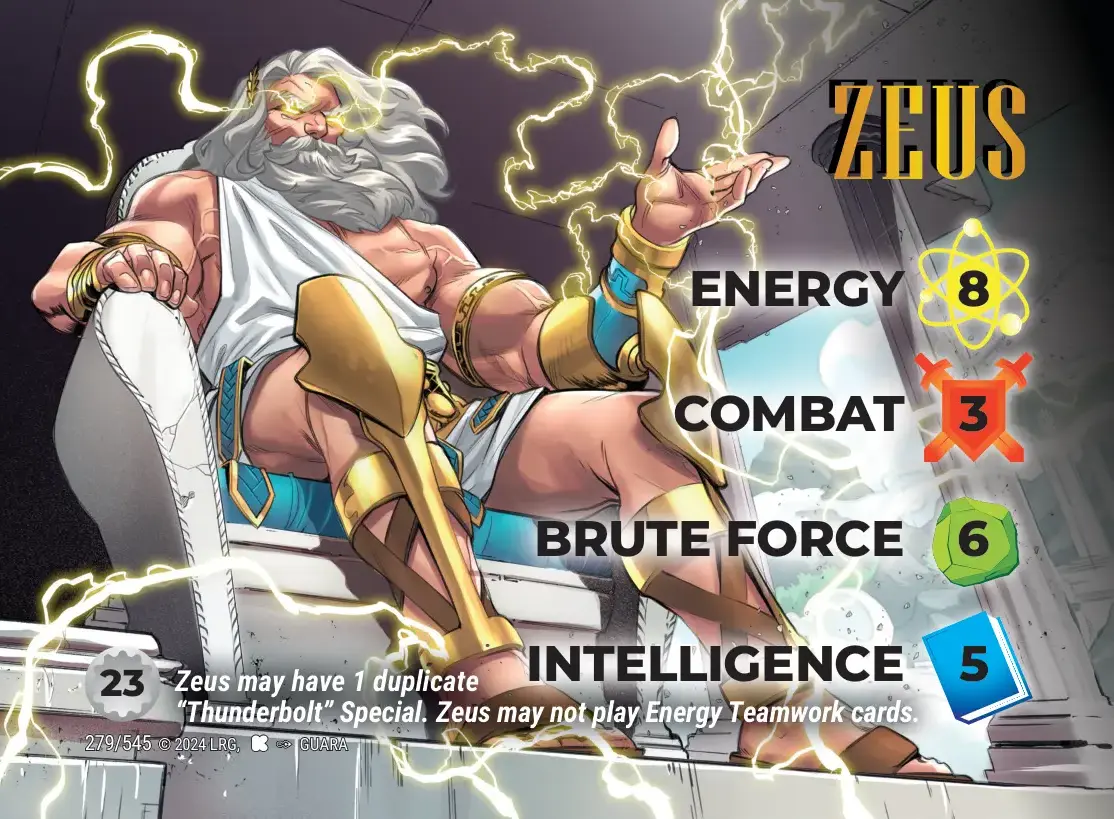 ZEUS
ENERGY 8
COMBAT 3
BRUTE FORCE 6
INTELLIGENCE 5
23
Zeus may have 1 duplicate
“Thunderbolt” Special. Zeus may not play Energy Teamwork cards.
279/545 © 2024 LRG, GUARA